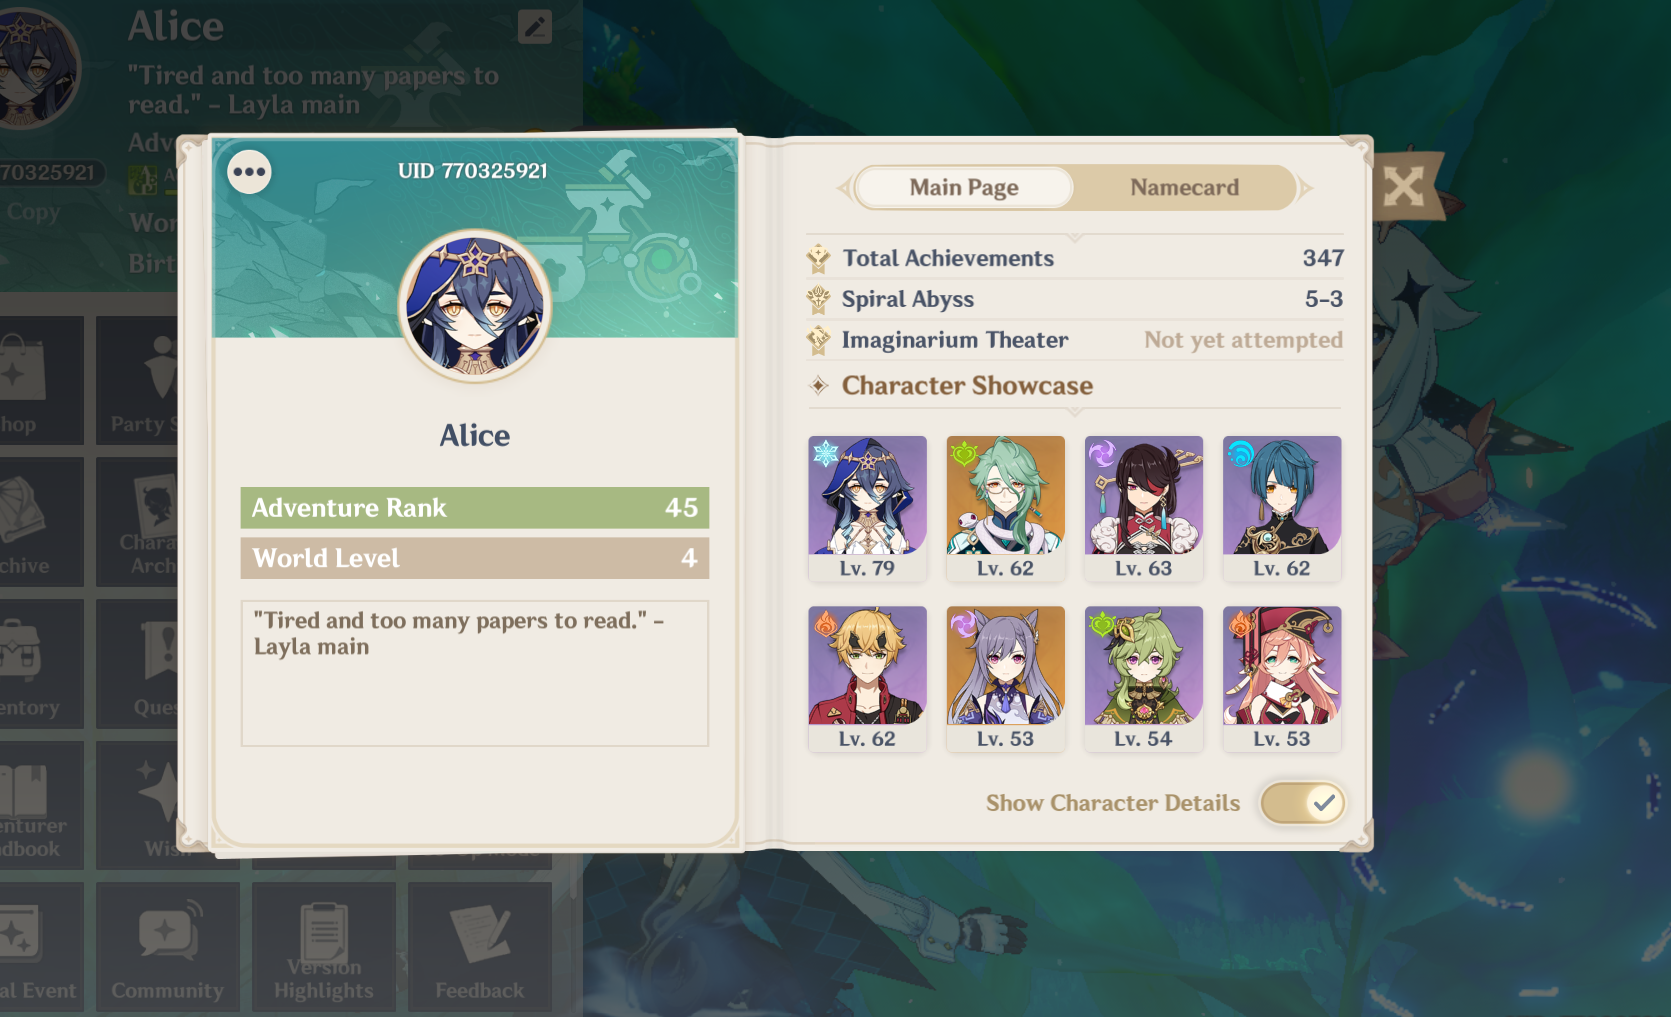 Alice
"Tired and too many papers to
read." – Layla main
Adv
70325921
Copy
Wor
Birt
UID 770325921
Alice
Adventure Rank 45
World Level 4
"Tired and too many papers to read." –
Layla main
Main Page
Namecard
Total Achievements 347
Spiral Abyss 5-3
Imaginarium Theater Not yet attempted
Character Showcase
Lv. 79
Lv. 62
Lv. 63
Lv. 62
Lv. 62
Lv. 53
Lv. 54
Lv. 53
Show Character Details
hop
Party S
chive
Chara
Arch
entory
Ques
enturer
dbook
Wis
al Event
Community
Version
Highlights
Feedback